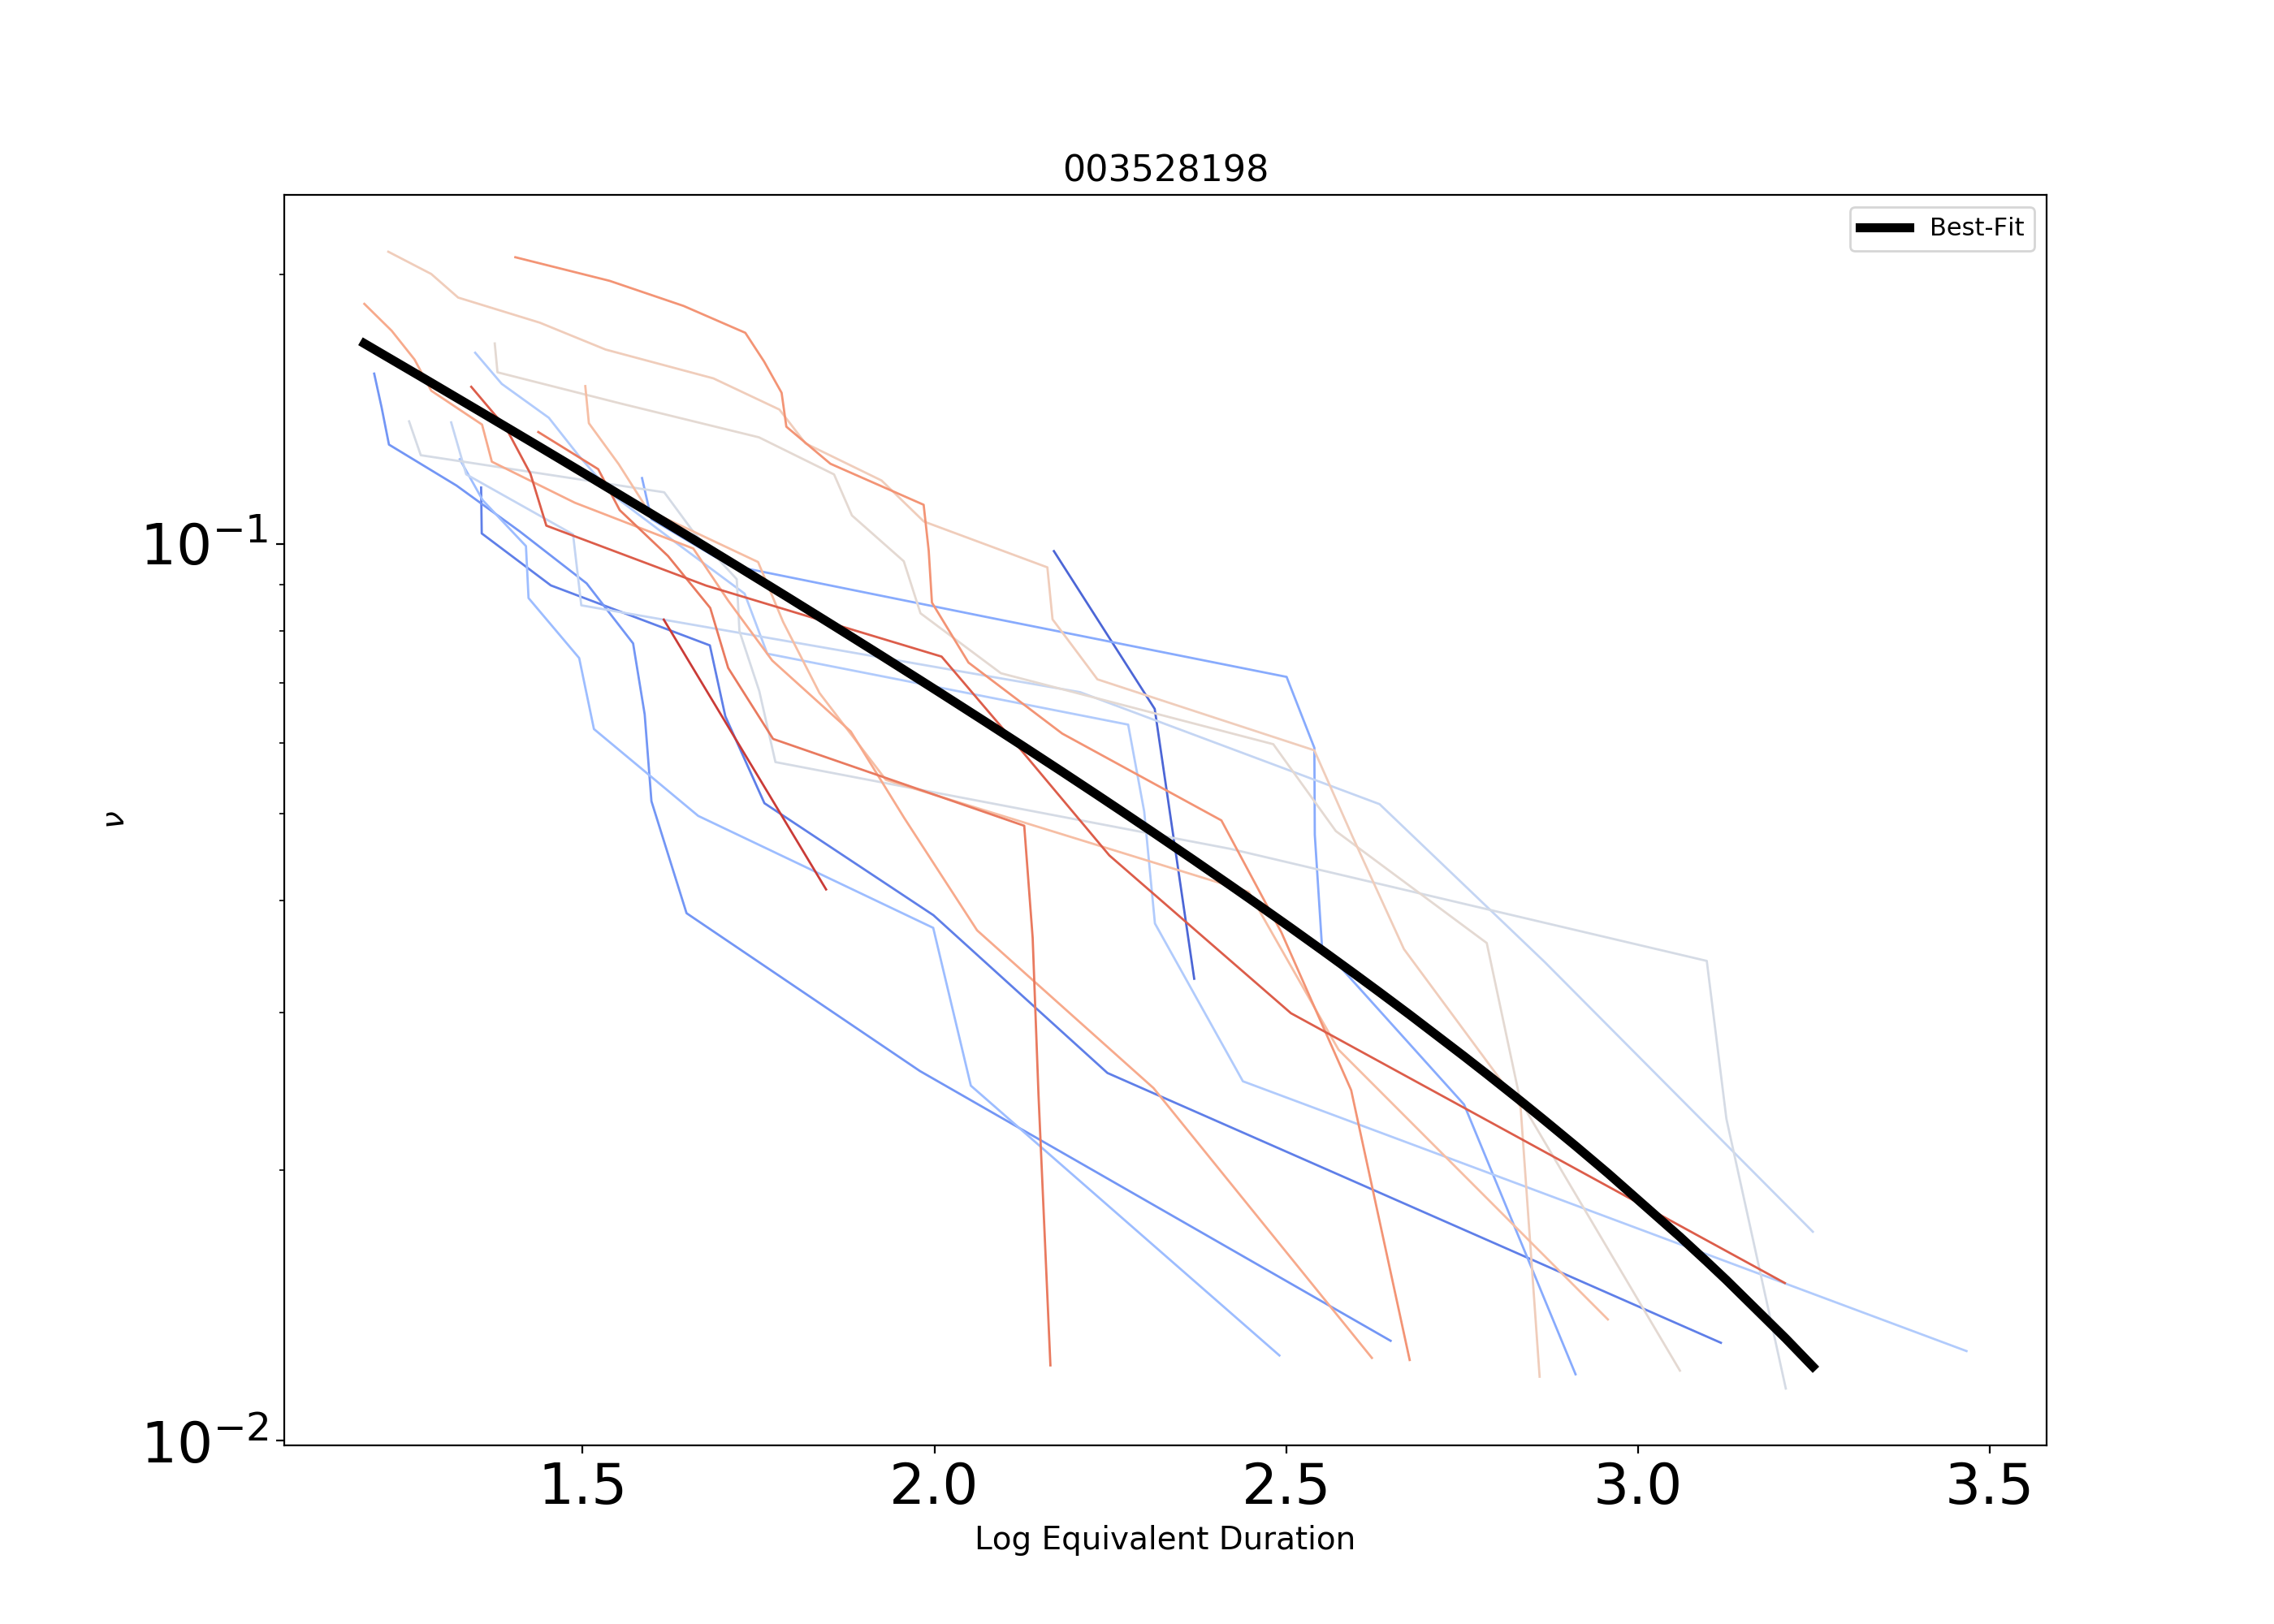 003528198
Best-Fit
10⁻¹
ν
10⁻²
1.5 2.0 2.5 3.0 3.5
Log Equivalent Duration